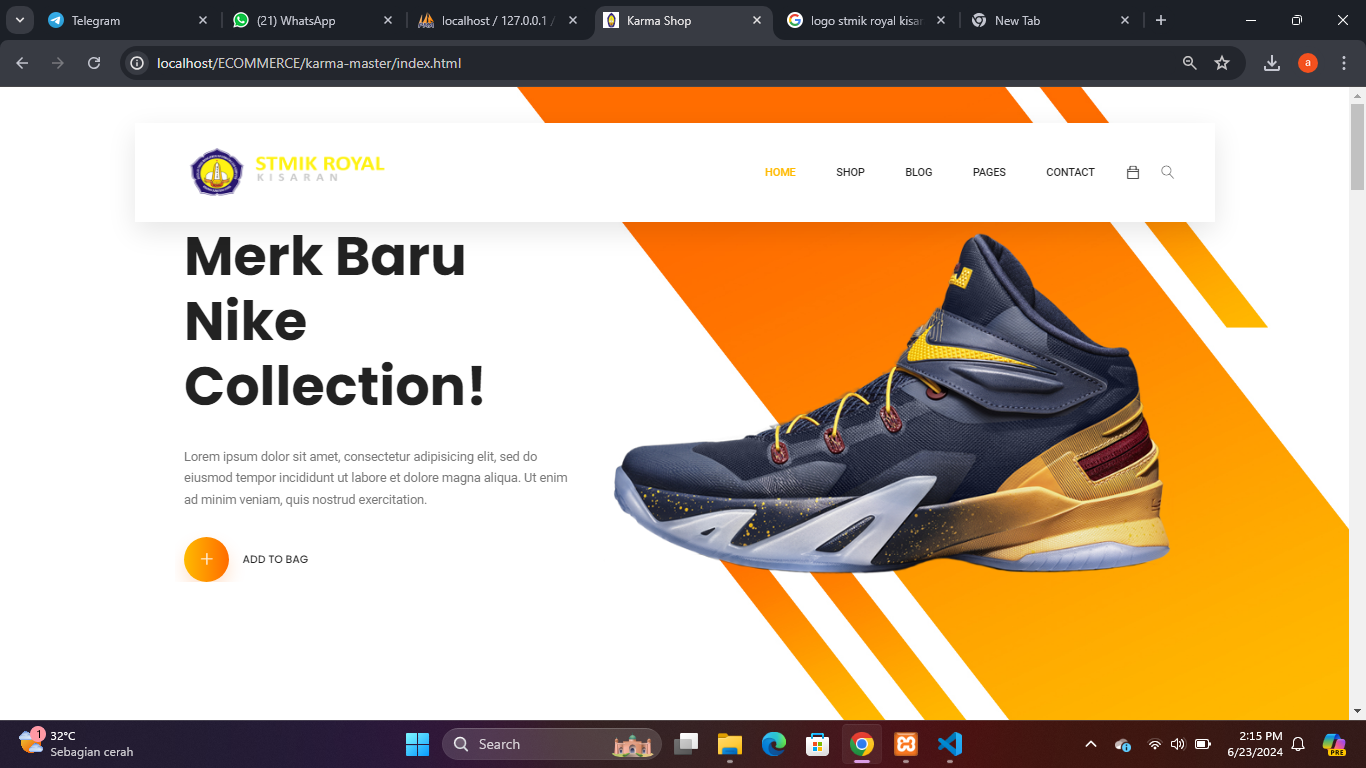 Telegram
(21) WhatsApp
localhost / 127.0.0.1 /
Karma Shop
logo stmik royal kisar
New Tab
localhost/ECOMMERCE/karma-master/index.html
a
STMIK ROYAL
KISARAN
HOME
SHOP
BLOG
PAGES
CONTACT
Merk Baru
Nike
Collection!
Lorem ipsum dolor sit amet, consectetur adipisicing elit, sed do
eiusmod tempor incididunt ut labore et dolore magna aliqua. Ut enim
ad minim veniam, quis nostrud exercitation.
ADD TO BAG
1
32°C
Sebagian cerah
Search
2:15 PM
6/23/2024
PRE